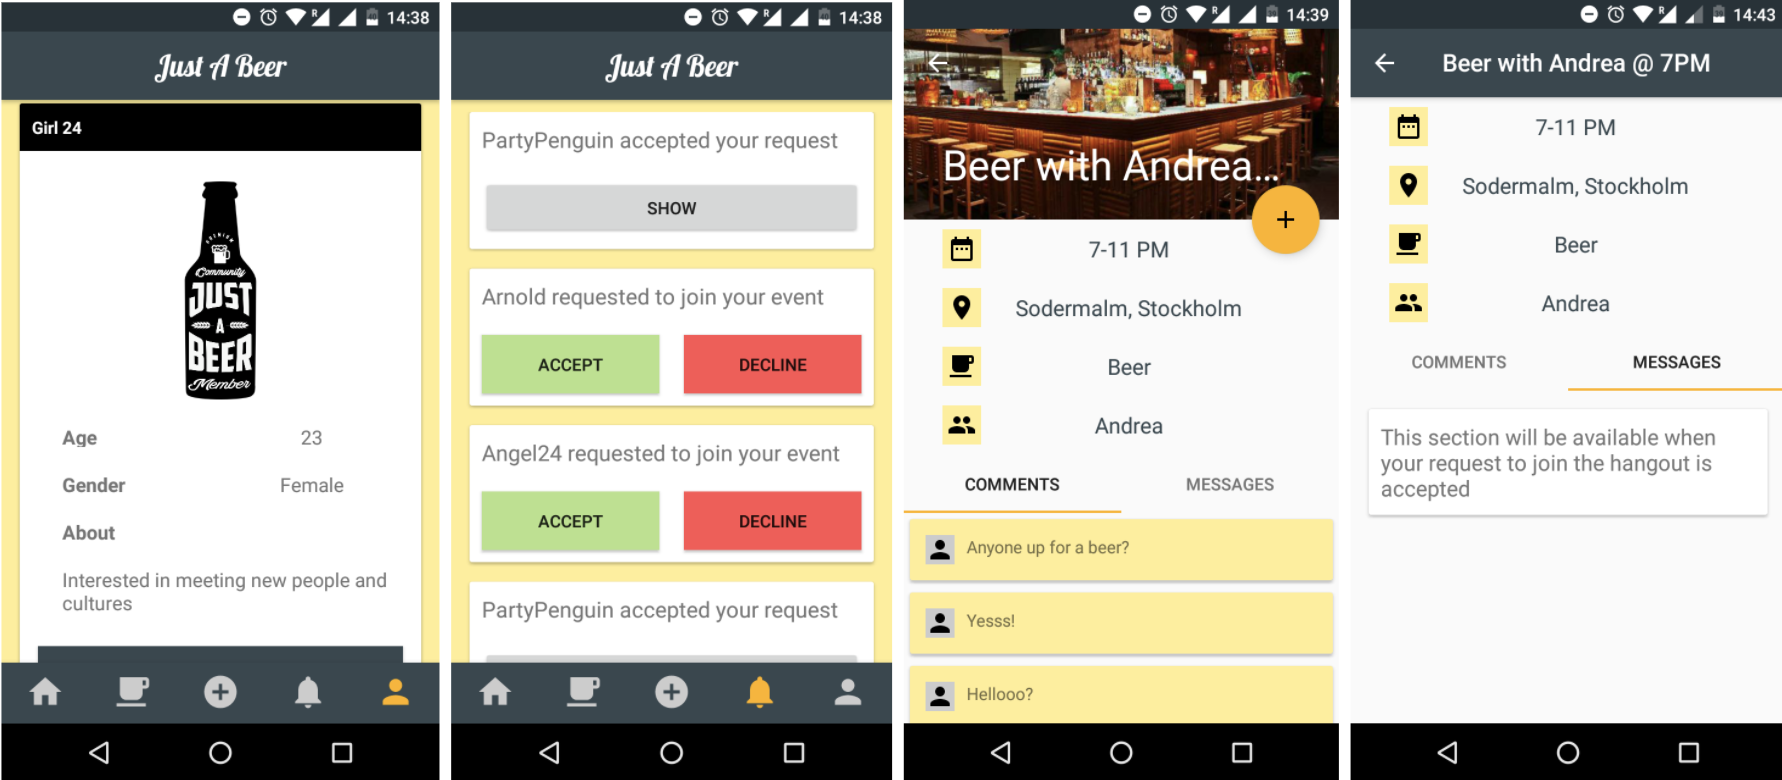 14:38
Just A Beer
Girl 24
PREMIUM
Community
JUST
A
BEER
Member
Age 23
Gender Female
About
Interested in meeting new people and
cultures
14:38
Just A Beer
PartyPenguin accepted your request
SHOW
Arnold requested to join your event
ACCEPT DECLINE
Angel24 requested to join your event
ACCEPT DECLINE
PartyPenguin accepted your request
14:39
Beer with Andrea...
7-11 PM
Sodermalm, Stockholm
Beer
Andrea
COMMENTS MESSAGES
Anyone up for a beer?
Yesss!
Hellooo?
14:43
Beer with Andrea @ 7PM
7-11 PM
Sodermalm, Stockholm
Beer
Andrea
COMMENTS MESSAGES
This section will be available when
your request to join the hangout is
accepted